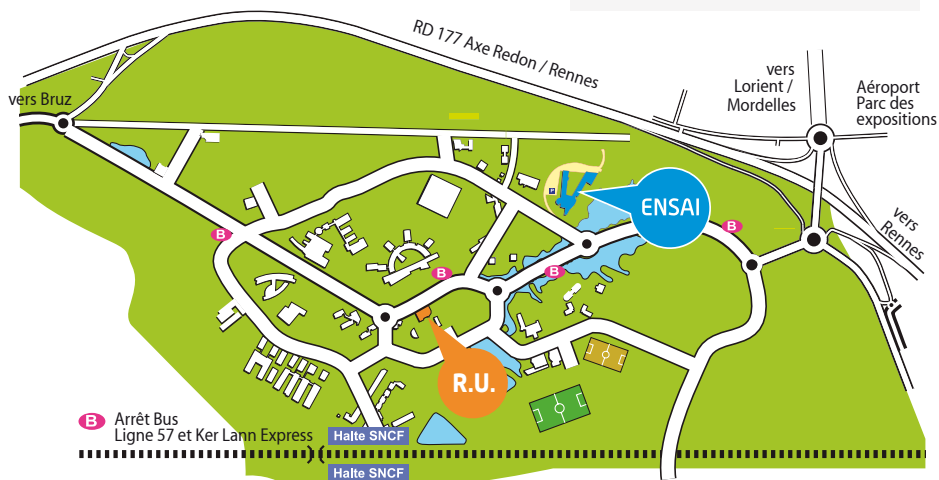 RD 177 Axe Redon / Rennes
vers
Lorient /
Mordelles
Aéroport
Parc des
expositions
vers Bruz
P
ENSAI
B
B
vers
Rennes
B
B
R.U.
B Arrêt Bus
Ligne 57 et Ker Lann Express
Halte SNCF
Halte SNCF